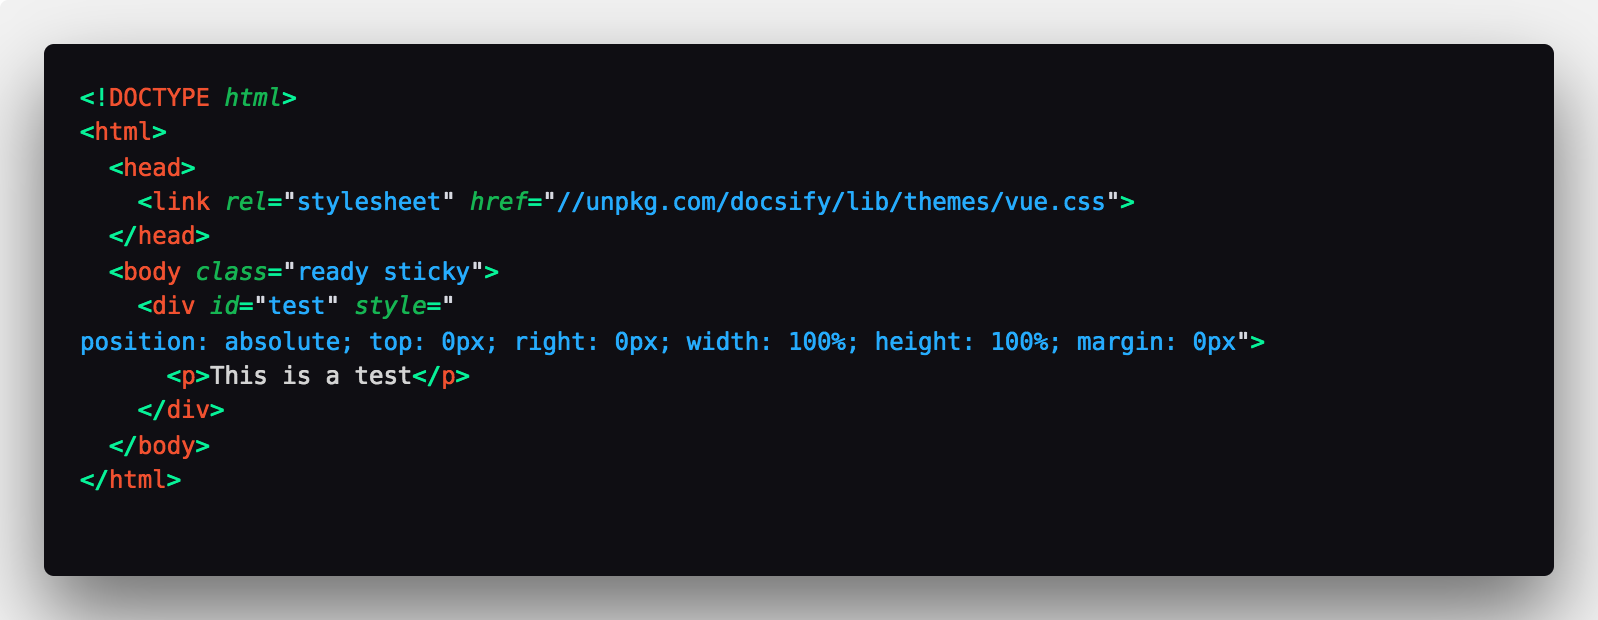 <!DOCTYPE html>
<html>
  <head>
    <link rel="stylesheet" href="//unpkg.com/docsify/lib/themes/vue.css">
  </head>
  <body class="ready sticky">
    <div id="test" style="
position: absolute; top: 0px; right: 0px; width: 100%; height: 100%; margin: 0px">
      <p>This is a test</p>
    </div>
  </body>
</html>